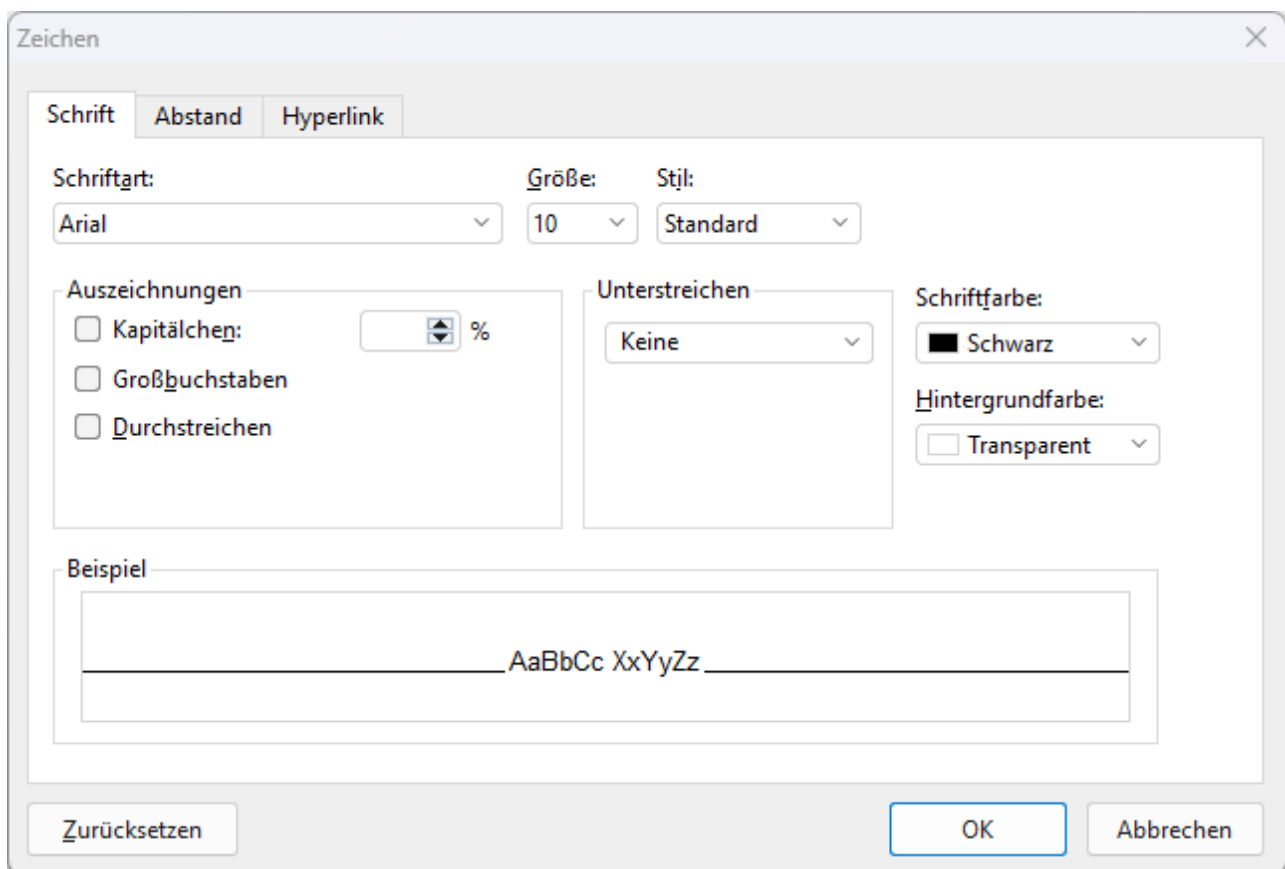 Zeichen
Schrift Abstand Hyperlink
Schriftart: Größe: Stil:
Arial 10 Standard
Auszeichnungen Unterstreichen
Kapitälchen: % Keine
Großbuchstaben
Durchstreichen
Schriftfarbe:
Schwarz
Hintergrundfarbe:
Transparent
Beispiel
AaBbCc XxYyZz
Zurücksetzen OK Abbrechen